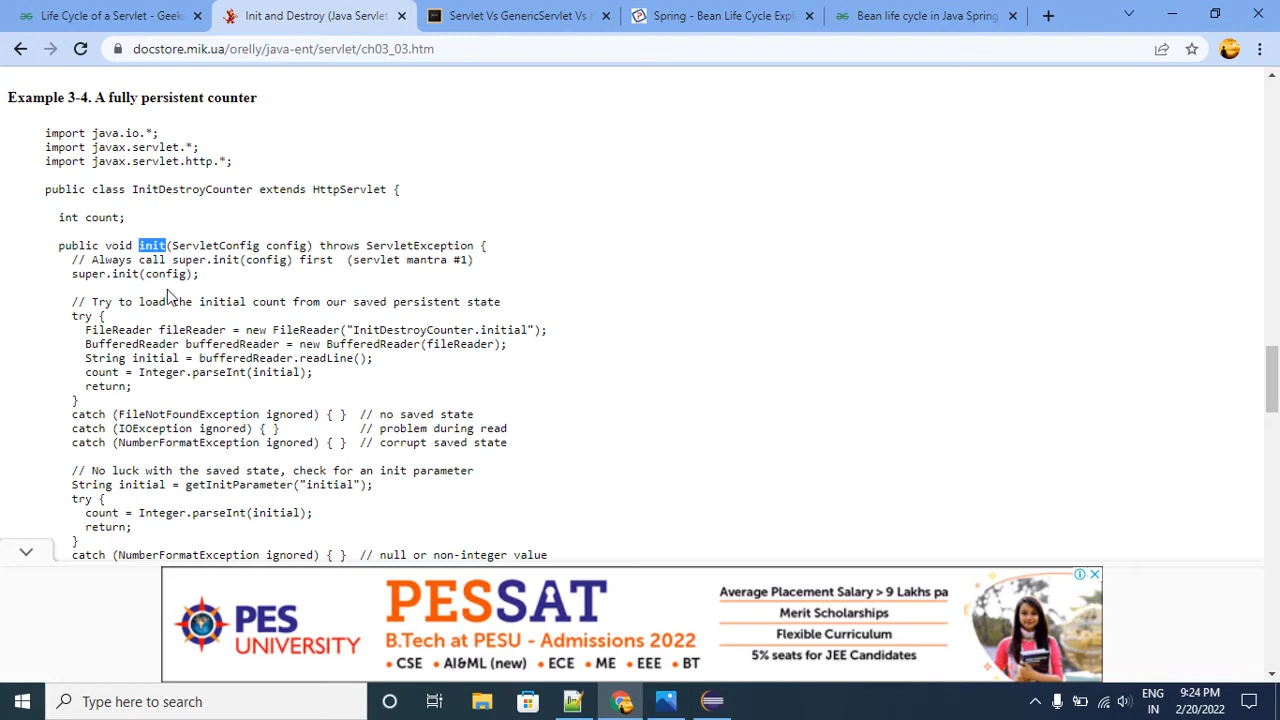 Life Cycle of a Servlet - Geeks
Init and Destroy (Java Servlet
Servlet Vs GenericServlet Vs H
Spring - Bean Life Cycle Expl
Bean life cycle in Java Spring
docstore.mik.ua/orelly/java-ent/servlet/ch03_03.htm
Example 3-4. A fully persistent counter
import java.io.*;
import javax.servlet.*;
import javax.servlet.http.*;
public class InitDestroyCounter extends HttpServlet {
int count;
public void init(ServletConfig config) throws ServletException {
// Always call super.init(config) first (servlet mantra #1)
super.init(config);
// Try to load the initial count from our saved persistent state
try {
FileReader fileReader = new FileReader("InitDestroyCounter.initial");
BufferedReader bufferedReader = new BufferedReader(fileReader);
String initial = bufferedReader.readLine();
count = Integer.parseInt(initial);
return;
}
catch (FileNotFoundException ignored) { } // no saved state
catch (IOException ignored) { } // problem during read
catch (NumberFormatException ignored) { } // corrupt saved state
// No luck with the saved state, check for an init parameter
String initial = getInitParameter("initial");
try {
count = Integer.parseInt(initial);
return;
}
catch (NumberFormatException ignored) { } // null or non-integer value
PES
UNIVERSITY
PESSAT
B.Tech at PESU - Admissions 2022
• CSE • AI&ML (new) • ECE • ME • EEE • BT
Average Placement Salary > 9 Lakhs pa
Merit Scholarships
Flexible Curriculum
5% seats for JEE Candidates
Type here to search
ENG
IN
9:24 PM
2/20/2022